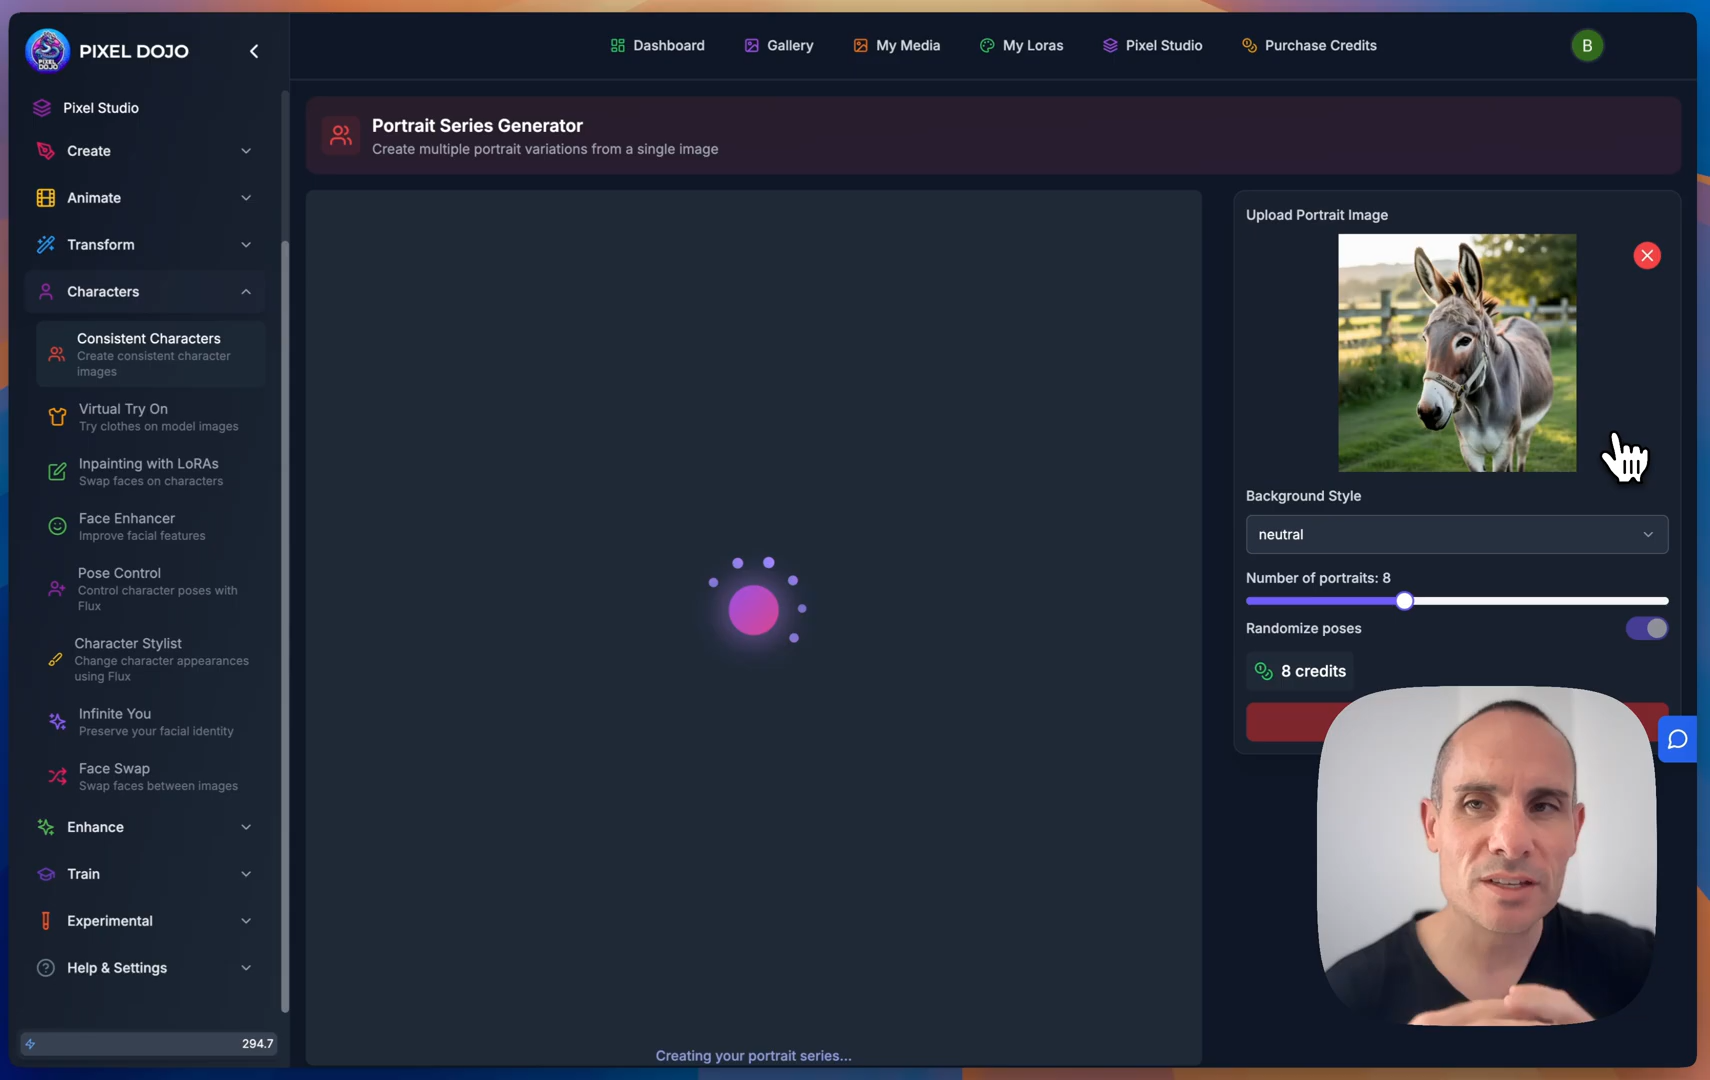 PIXEL DOJO
Dashboard
Gallery
My Media
My Loras
Pixel Studio
Purchase Credits
B
Pixel Studio
Create
Animate
Transform
Characters
Consistent Characters
Create consistent character
images
Virtual Try On
Try clothes on model images
Inpainting with LoRAs
Swap faces on characters
Face Enhancer
Improve facial features
Pose Control
Control character poses with
Flux
Character Stylist
Change character appearances
using Flux
Infinite You
Preserve your facial identity
Face Swap
Swap faces between images
Enhance
Train
Experimental
Help & Settings
294.7
Portrait Series Generator
Create multiple portrait variations from a single image
Creating your portrait series...
Upload Portrait Image
Background Style
neutral
Number of portraits: 8
Randomize poses
8 credits